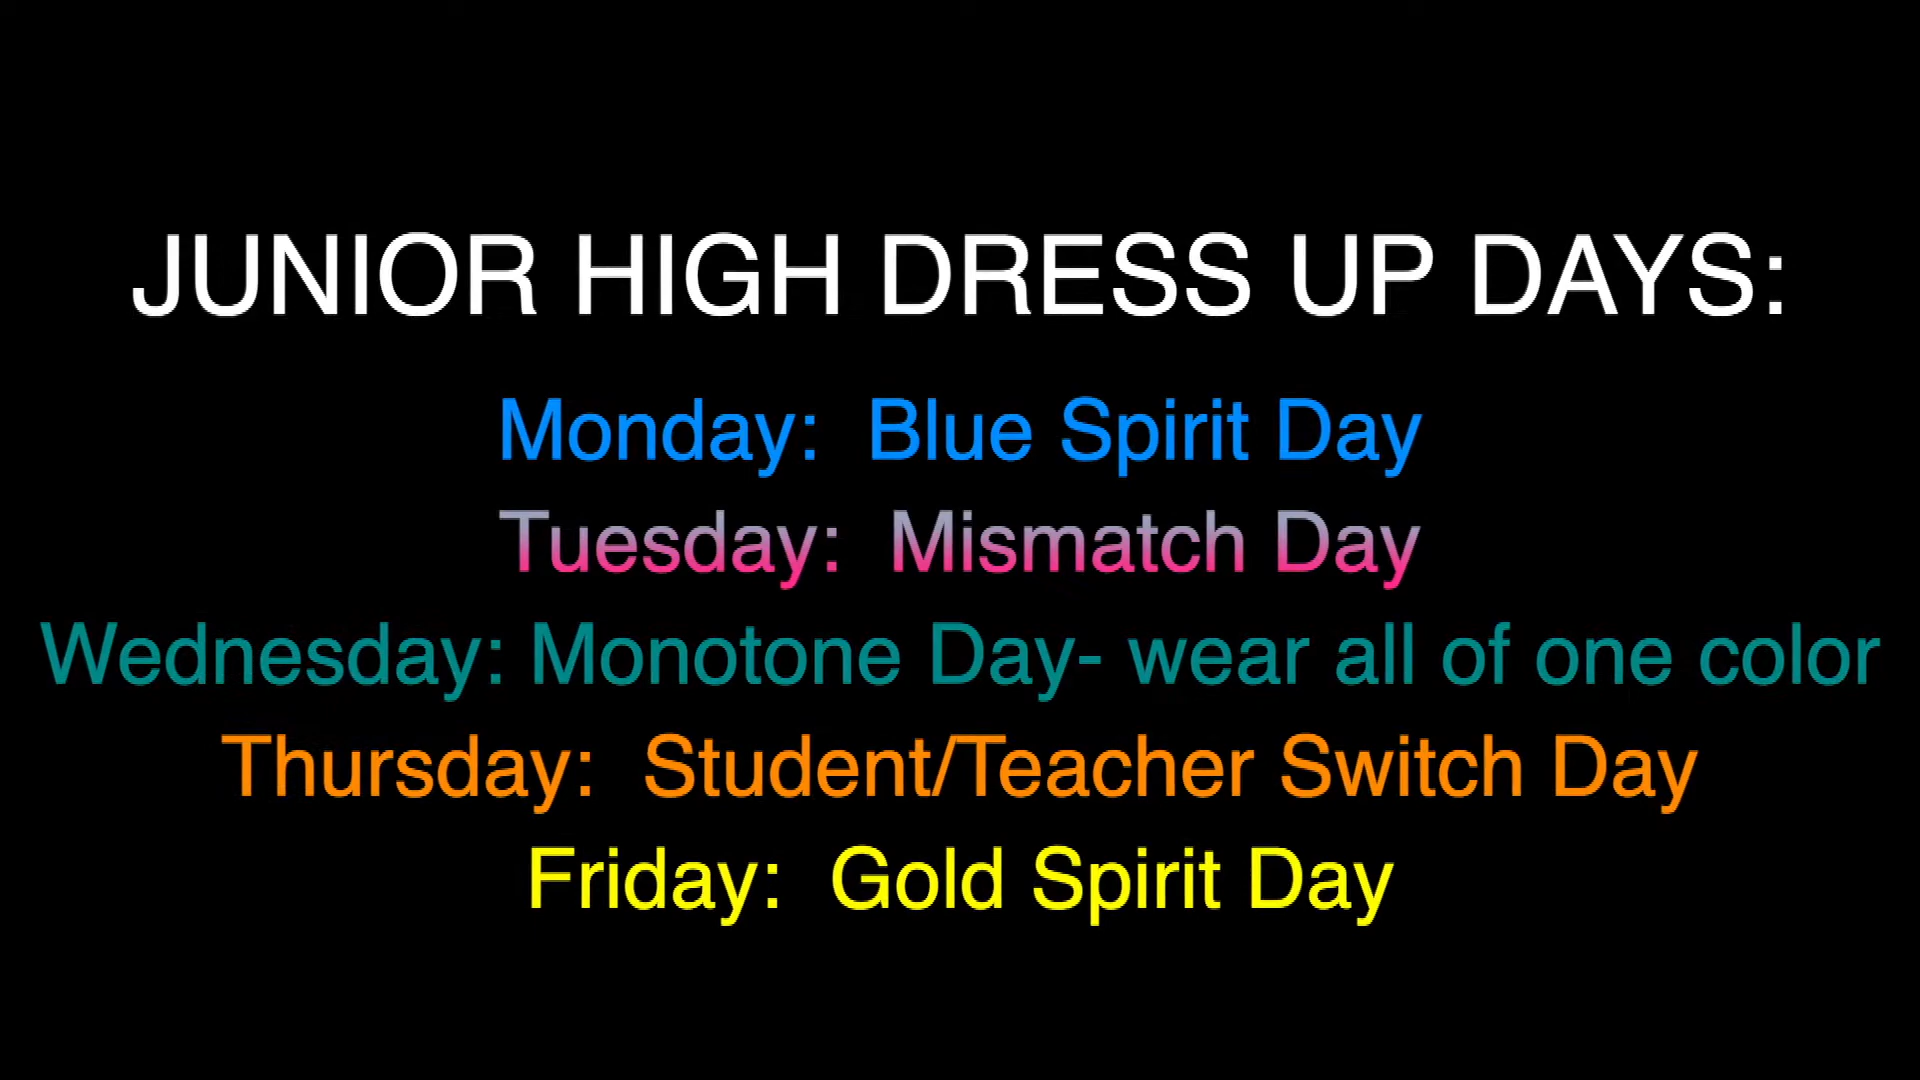 JUNIOR HIGH DRESS UP DAYS:
Monday:  Blue Spirit Day
Tuesday:  Mismatch Day
Wednesday: Monotone Day- wear all of one color
Thursday:  Student/Teacher Switch Day
Friday:  Gold Spirit Day